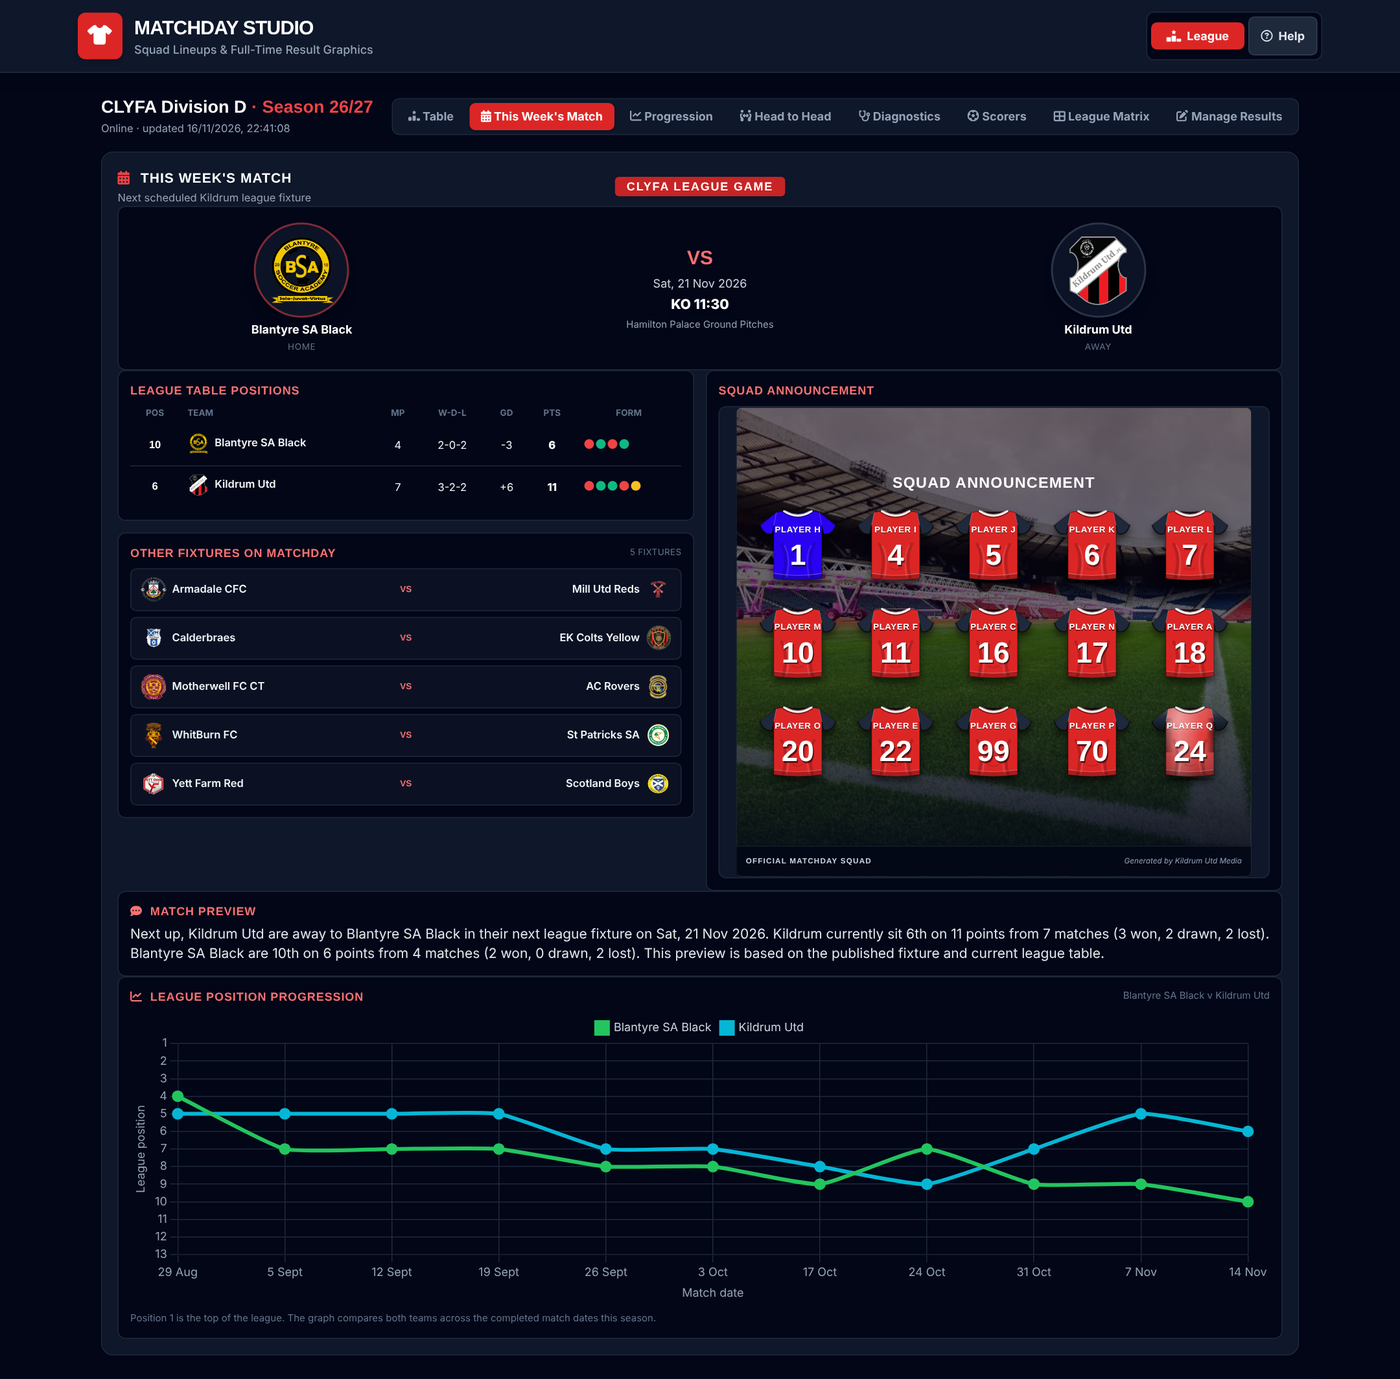 MATCHDAY STUDIO
Squad Lineups & Full-Time Result Graphics
League
Help
CLYFA Division D · Season 26/27
Online · updated 16/11/2026, 22:41:08
Table
This Week's Match
Progression
Head to Head
Diagnostics
Scorers
League Matrix
Manage Results
THIS WEEK'S MATCH
Next scheduled Kildrum league fixture
CLYFA LEAGUE GAME
BLANTYRE
BSA
SOCCER ACADEMY
Blantyre SA Black
HOME
VS
Sat, 21 Nov 2026
KO 11:30
Hamilton Palace Ground Pitches
Kildrum Utd
Kildrum Utd
AWAY
LEAGUE TABLE POSITIONS
POS TEAM MP W-D-L GD PTS FORM
10 Blantyre SA Black 4 2-0-2 -3 6
6 Kildrum Utd 7 3-2-2 +6 11
OTHER FIXTURES ON MATCHDAY
5 FIXTURES
Armadale CFC VS Mill Utd Reds
Calderbraes VS EK Colts Yellow
Motherwell FC CT VS AC Rovers
WhitBurn FC VS St Patricks SA
Yett Farm Red VS Scotland Boys
SQUAD ANNOUNCEMENT
SQUAD ANNOUNCEMENT
PLAYER H PLAYER I PLAYER J PLAYER K PLAYER L
1 4 5 6 7
PLAYER M PLAYER F PLAYER C PLAYER N PLAYER A
10 11 16 17 18
PLAYER O PLAYER E PLAYER G PLAYER P PLAYER Q
20 22 99 70 24
OFFICIAL MATCHDAY SQUAD
Generated by Kildrum Utd Media
MATCH PREVIEW
Next up, Kildrum Utd are away to Blantyre SA Black in their next league fixture on Sat, 21 Nov 2026. Kildrum currently sit 6th on 11 points from 7 matches (3 won, 2 drawn, 2 lost).
Blantyre SA Black are 10th on 6 points from 4 matches (2 won, 0 drawn, 2 lost). This preview is based on the published fixture and current league table.
LEAGUE POSITION PROGRESSION
Blantyre SA Black v Kildrum Utd
Blantyre SA Black Kildrum Utd
League position
1
2
3
4
5
6
7
8
9
10
11
12
13
29 Aug 5 Sept 12 Sept 19 Sept 26 Sept 3 Oct 17 Oct 24 Oct 31 Oct 7 Nov 14 Nov
Match date
Position 1 is the top of the league. The graph compares both teams across the completed match dates this season.